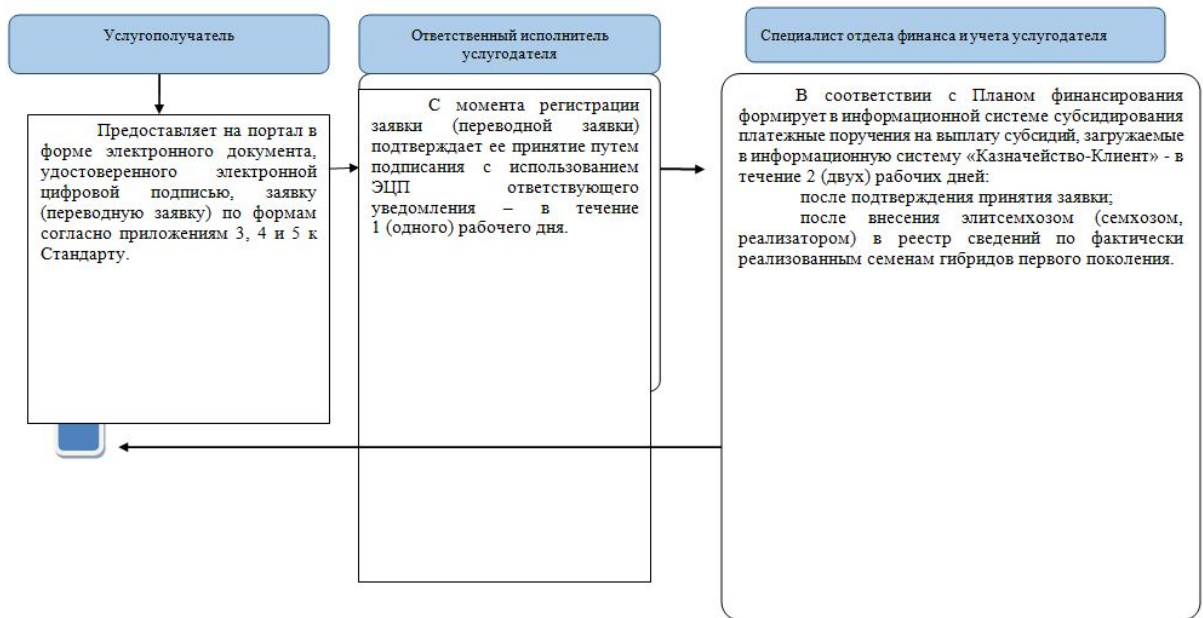 Услугополучатель
Ответственный исполнитель
услугодателя
Специалист отдела финанса и учета услугодателя
Предоставляет на портал в
форме электронного документа,
удостоверенного электронной
цифровой подписью, заявку
(переводную заявку) по формам
согласно приложениям 3, 4 и 5 к
Стандарту.
С момента регистрации
заявки (переводной заявки)
подтверждает ее принятие путем
подписания с использованием
ЭЦП ответствующего
уведомления – в течение
1 (одного) рабочего дня.
В соответствии с Планом финансирования
формирует в информационной системе субсидирования
платежные поручения на выплату субсидий, загружаемые
в информационную систему «Казначейство-Клиент» - в
течение 2 (двух) рабочих дней:
после подтверждения принятия заявки;
после внесения элитсемхозом (семхозом,
реализатором) в реестр сведений по фактически
реализованным семенам гибридов первого поколения.